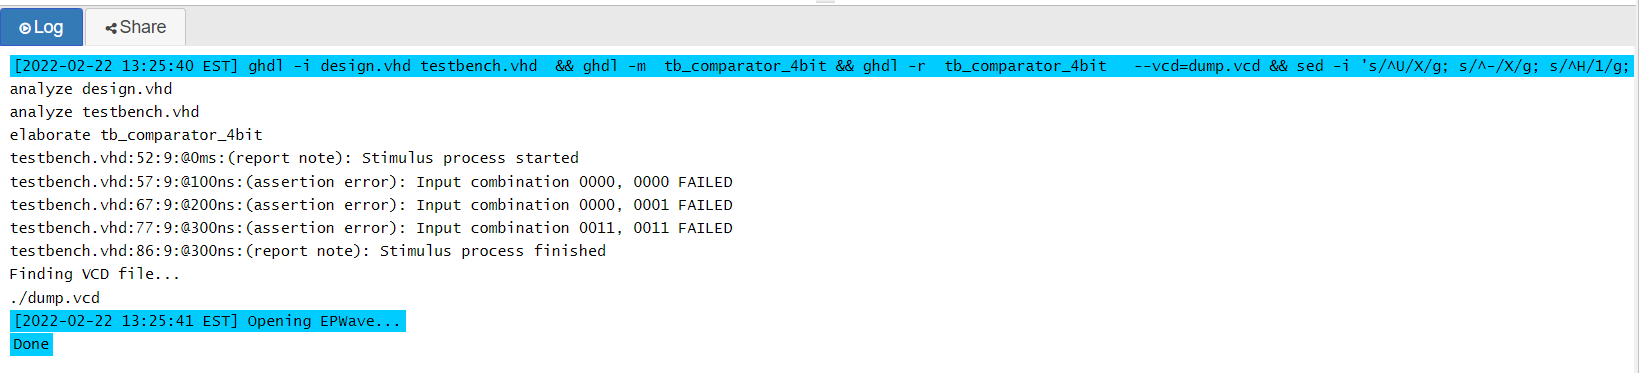 Log Share
[2022-02-22 13:25:40 EST] ghdl -i design.vhd testbench.vhd  && ghdl -m  tb_comparator_4bit && ghdl -r  tb_comparator_4bit   --vcd=dump.vcd && sed -i 's/^U/X/g; s/^-/X/g; s/^H/1/g;
analyze design.vhd
analyze testbench.vhd
elaborate tb_comparator_4bit
testbench.vhd:52:9:@0ms:(report note): Stimulus process started
testbench.vhd:57:9:@100ns:(assertion error): Input combination 0000, 0000 FAILED
testbench.vhd:67:9:@200ns:(assertion error): Input combination 0000, 0001 FAILED
testbench.vhd:77:9:@300ns:(assertion error): Input combination 0011, 0011 FAILED
testbench.vhd:86:9:@300ns:(report note): Stimulus process finished
Finding VCD file...
./dump.vcd
[2022-02-22 13:25:41 EST] Opening EPWave...
Done